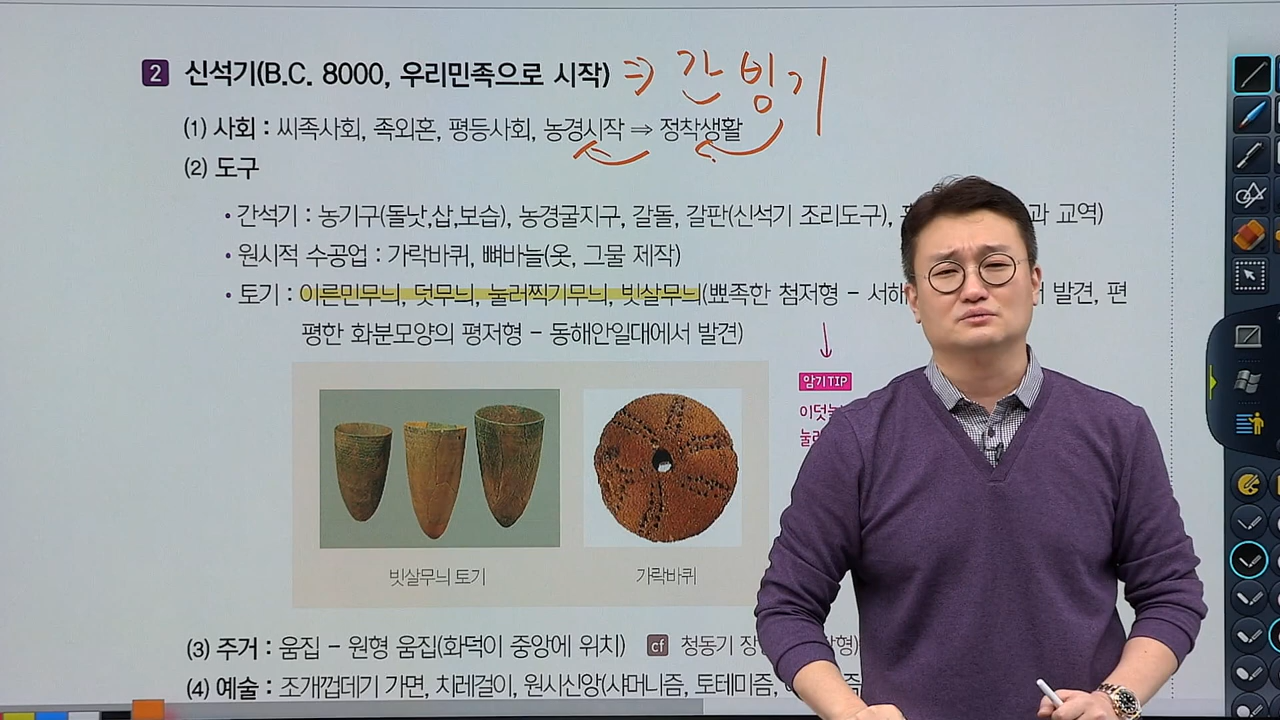 2 신석기(B.C. 8000, 우리민족으로 시작) ⇒ 간빙기
(1) 사회 : 씨족사회, 족외혼, 평등사회, 농경시작 ⇒ 정착생활
(2) 도구
• 간석기 : 농기구(돌낫,삽,보습), 농경굴지구, 갈돌, 갈판(신석기 조리도구), 과 교역)
• 원시적 수공업 : 가락바퀴, 뼈바늘(옷, 그물 제작)
• 토기 : 이른민무늬, 덧무늬, 눌러찍기무늬, 빗살무늬(뾰족한 첨저형 - 서해 발견, 편
평한 화분모양의 평저형 - 동해안일대에서 발견)
암기TIP
이덧눌
눌러
빗살무늬 토기
가락바퀴
(3) 주거 : 움집 - 원형 움집(화덕이 중앙에 위치) cf 청동기
(4) 예술 : 조개껍데기 가면, 치레걸이, 원시신앙(샤머니즘, 토테미즘,